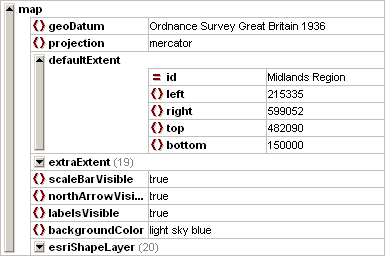 map
geoDatum Ordnance Survey Great Britain 1936
projection mercator
defaultExtent
id Midlands Region
left 215335
right 599052
top 482090
bottom 150000
extraExtent (19)
scaleBarVisible true
northArrowVisi... true
labelsVisible true
backgroundColor light sky blue
esriShapeLayer (20)